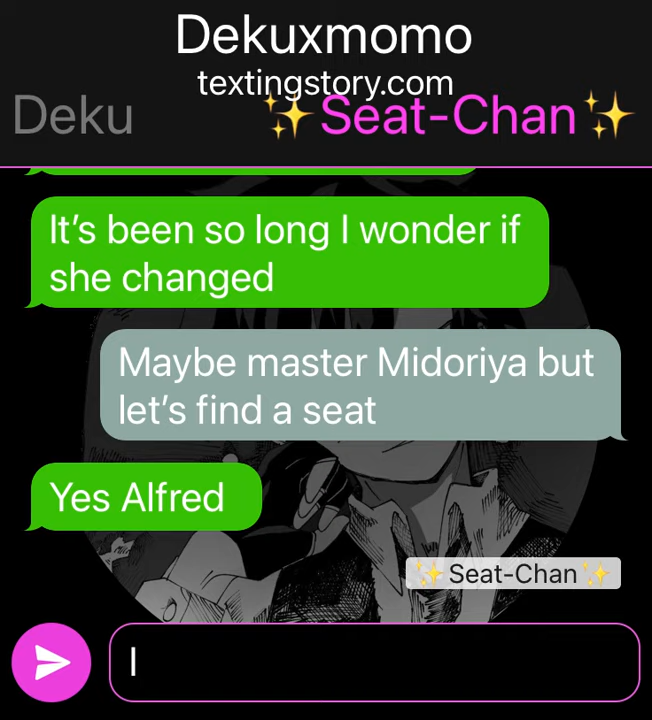 Dekuxmomo
textingstory.com
Deku ✨Seat-Chan✨
It’s been so long I wonder if
she changed
Maybe master Midoriya but
let’s find a seat
Yes Alfred
✨Seat-Chan✨